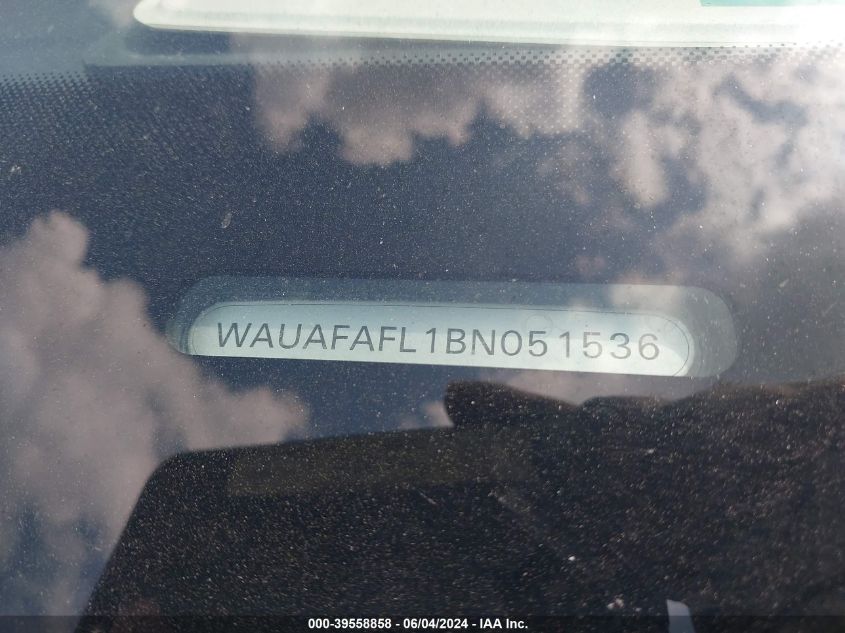 WAUAFAFL1BN051536
000-39558858 - 06/04/2024 - IAA Inc.